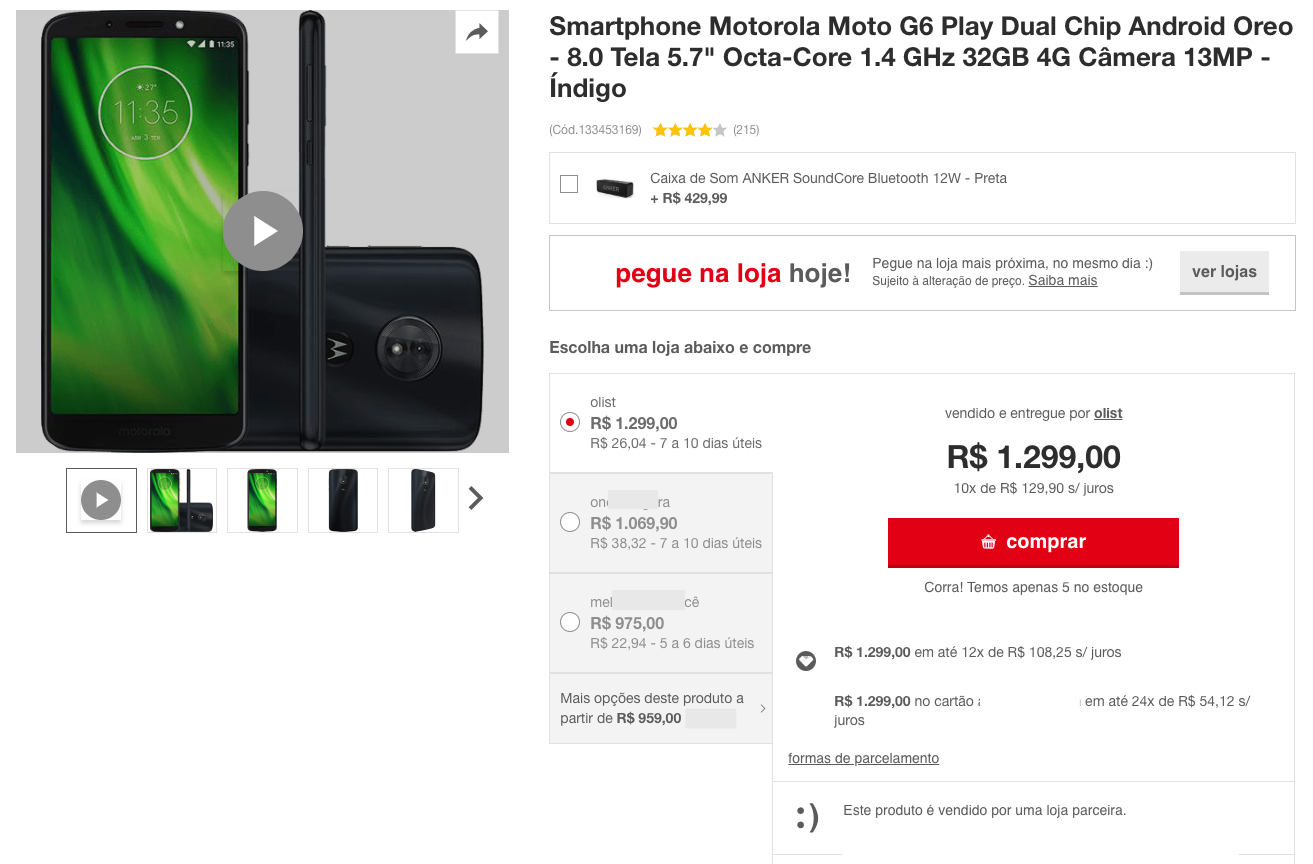 11:35
27°
11:35
ABR 3 TER
motorola
Smartphone Motorola Moto G6 Play Dual Chip Android Oreo
- 8.0 Tela 5.7" Octa-Core 1.4 GHz 32GB 4G Câmera 13MP -
Índigo
(Cód.133453169) (215)
ANKER
Caixa de Som ANKER SoundCore Bluetooth 12W - Preta
+ R$ 429,99
pegue na loja hoje!
Pegue na loja mais próxima, no mesmo dia :)
Sujeito à alteração de preço. Saiba mais
ver lojas
Escolha uma loja abaixo e compre
olist
R$ 1.299,00
R$ 26,04 - 7 a 10 dias úteis
R$ 1.069,90
R$ 38,32 - 7 a 10 dias úteis
R$ 975,00
R$ 22,94 - 5 a 6 dias úteis
Mais opções deste produto a
partir de R$ 959,00
vendido e entregue por olist
R$ 1.299,00
10x de R$ 129,90 s/ juros
comprar
Corra! Temos apenas 5 no estoque
R$ 1.299,00 em até 12x de R$ 108,25 s/ juros
R$ 1.299,00 no cartão em até 24x de R$ 54,12 s/
juros
formas de parcelamento
:)
Este produto é vendido por uma loja parceira.